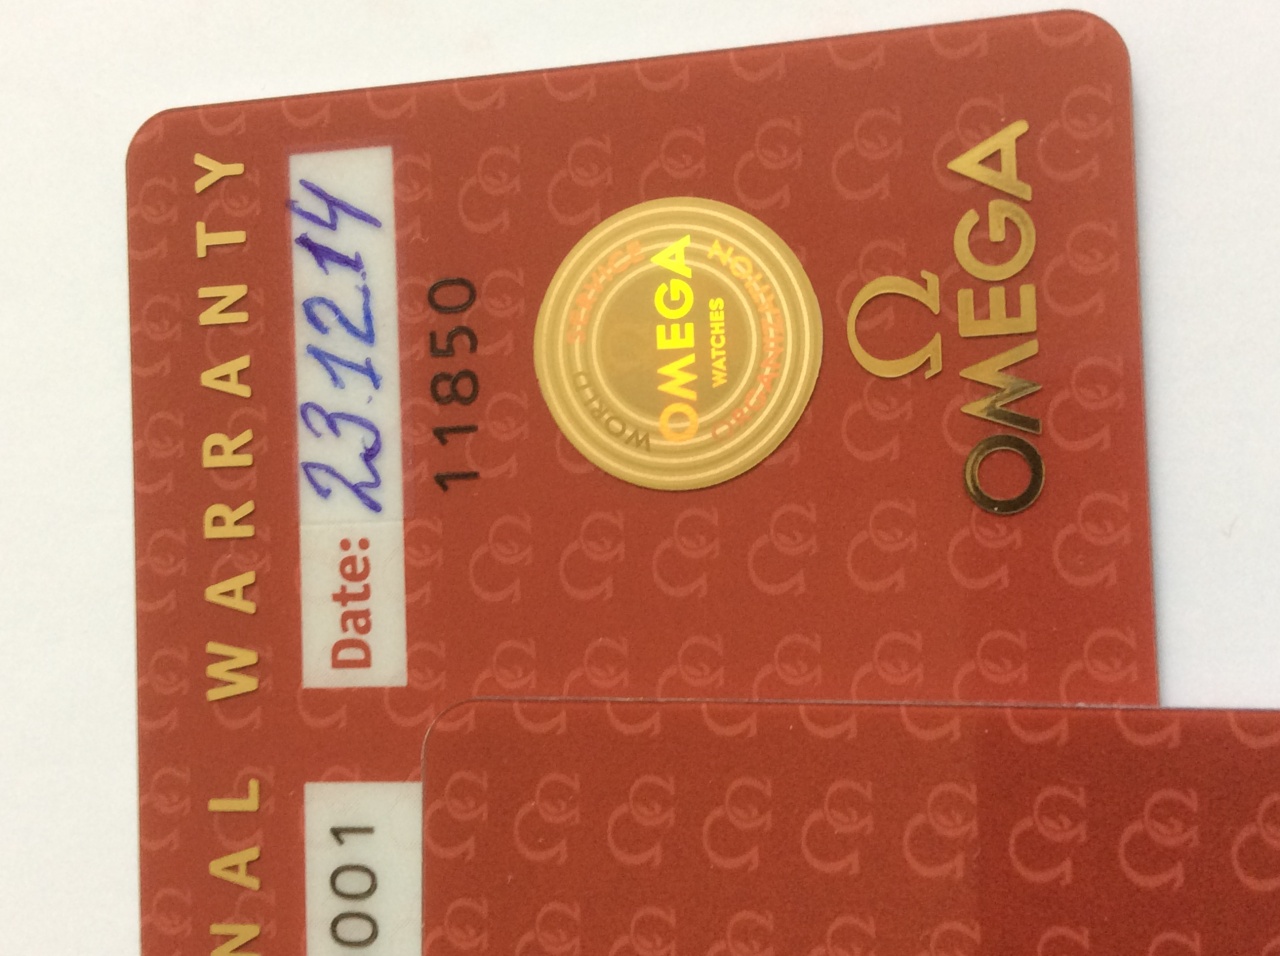 NAL WARRANTY
001
Date: 23.12.14
11850
WORLD SERVICE ORGANIZATION
OMEGA
WATCHES
Ω
OMEGA